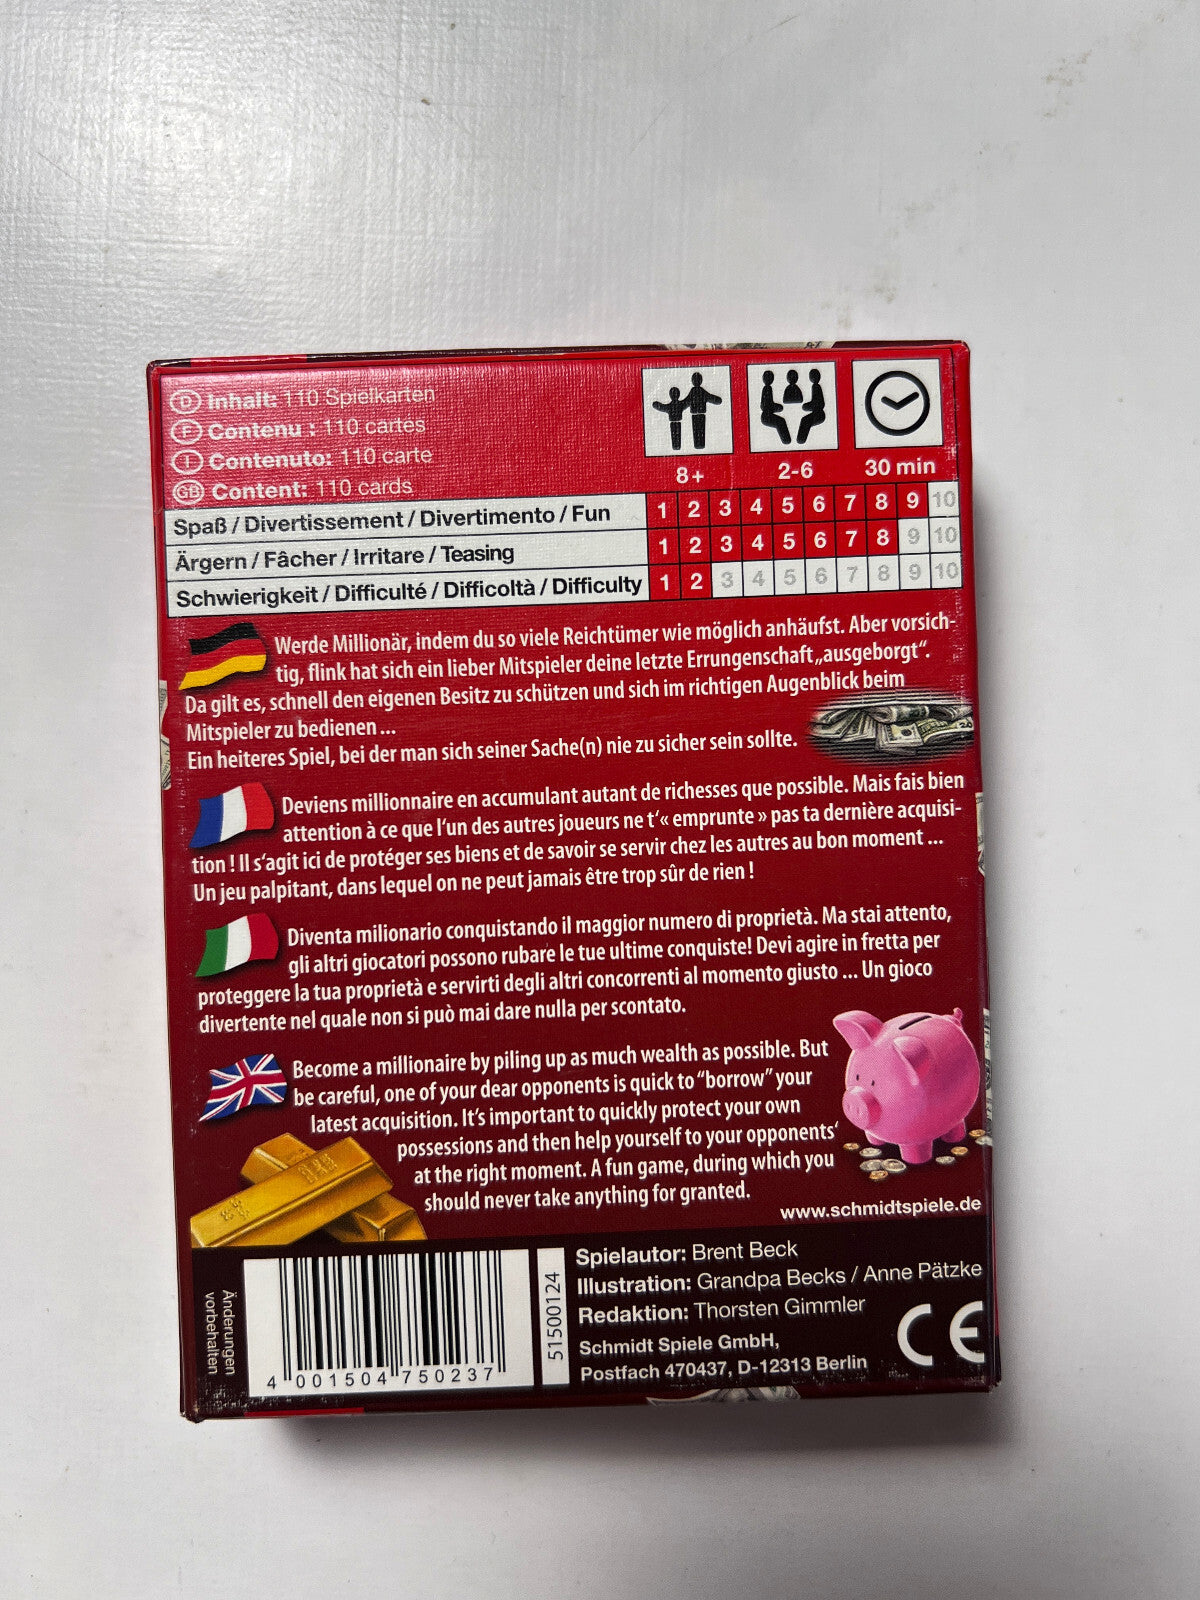 D Inhalt: 110 Spielkarten
F Contenu : 110 cartes
I Contenuto: 110 carte
GB Content: 110 cards
8+ 2-6 30 min
Spaß / Divertissement / Divertimento / Fun 1 2 3 4 5 6 7 8 9 10
Ärgern / Fâcher / Irritare / Teasing 1 2 3 4 5 6 7 8 9 10
Schwierigkeit / Difficulté / Difficoltà / Difficulty 1 2 3 4 5 6 7 8 9 10
Werde Millionär, indem du so viele Reichtümer wie möglich anhäufst. Aber vorsich-
tig, flink hat sich ein lieber Mitspieler deine letzte Errungenschaft „ausgeborgt“.
Da gilt es, schnell den eigenen Besitz zu schützen und sich im richtigen Augenblick beim
Mitspieler zu bedienen ...
Ein heiteres Spiel, bei der man sich seiner Sache(n) nie zu sicher sein sollte.
Deviens millionnaire en accumulant autant de richesses que possible. Mais fais bien
attention à ce que l‘un des autres joueurs ne t‘« emprunte » pas ta dernière acquisi-
tion ! Il s‘agit ici de protéger ses biens et de savoir se servir chez les autres au bon moment ...
Un jeu palpitant, dans lequel on ne peut jamais être trop sûr de rien !
Diventa milionario conquistando il maggior numero di proprietà. Ma stai attento,
gli altri giocatori possono rubare le tue ultime conquiste! Devi agire in fretta per
proteggere la tua proprietà e servirti degli altri concorrenti al momento giusto ... Un gioco
divertente nel quale non si può mai dare nulla per scontato.
Become a millionaire by piling up as much wealth as possible. But
be careful, one of your dear opponents is quick to “borrow” your
latest acquisition. It‘s important to quickly protect your own
possessions and then help yourself to your opponents‘
at the right moment. A fun game, during which you
should never take anything for granted.
www.schmidtspiele.de
Änderungen
vorbehalten
4 001504 750237
51500124
Spielautor: Brent Beck
Illustration: Grandpa Becks / Anne Pätzke
Redaktion: Thorsten Gimmler
Schmidt Spiele GmbH,
Postfach 470437, D-12313 Berlin
CE